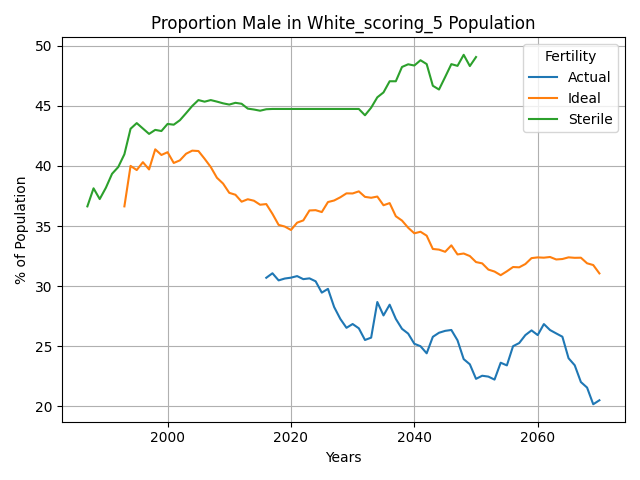 Proportion Male in White_scoring_5 Population
% of Population
50
45
40
35
30
25
20
Fertility
Actual
Ideal
Sterile
2000
2020
2040
2060
Years